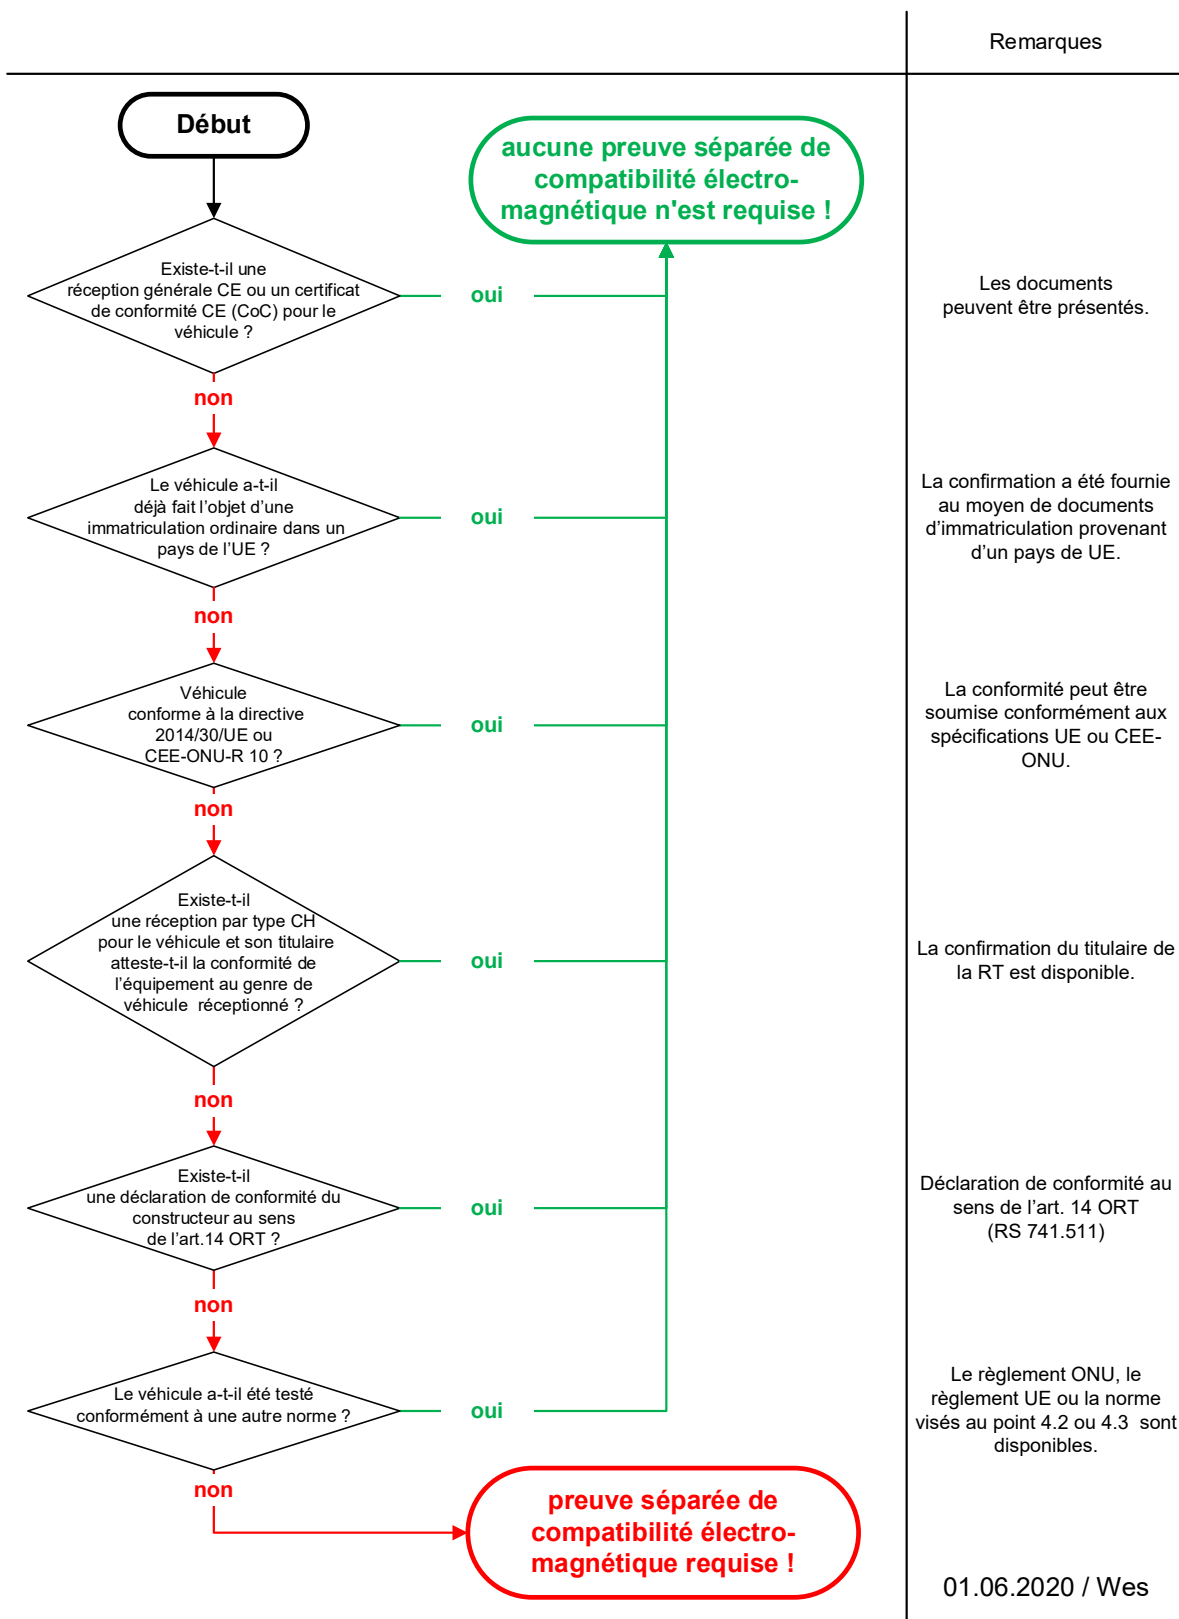 Remarques
Début
aucune preuve séparée de
compatibilité électro-
magnétique n'est requise !
Existe-t-il une
réception générale CE ou un certificat
de conformité CE (CoC) pour le
véhicule ?
oui
Les documents
peuvent être présentés.
non
Le véhicule a-t-il
déjà fait l’objet d’une
immatriculation ordinaire dans un
pays de l’UE ?
oui
La confirmation a été fournie
au moyen de documents
d’immatriculation provenant
d’un pays de UE.
non
Véhicule
conforme à la directive
2014/30/UE ou
CEE-ONU-R 10 ?
oui
La conformité peut être
soumise conformément aux
spécifications UE ou CEE-
ONU.
non
Existe-t-il
une réception par type CH
pour le véhicule et son titulaire
atteste-t-il la conformité de
l’équipement au genre de
véhicule  réceptionné ?
oui
La confirmation du titulaire de
la RT est disponible.
non
Existe-t-il
une déclaration de conformité du
constructeur au sens
de l’art.14 ORT ?
oui
Déclaration de conformité au
sens de l’art. 14 ORT
(RS 741.511)
non
Le véhicule a-t-il été testé
conformément à une autre norme ?
oui
Le règlement ONU, le
règlement UE ou la norme
visés au point 4.2 ou 4.3  sont
disponibles.
non
preuve séparée de
compatibilité électro-
magnétique requise !
01.06.2020 / Wes